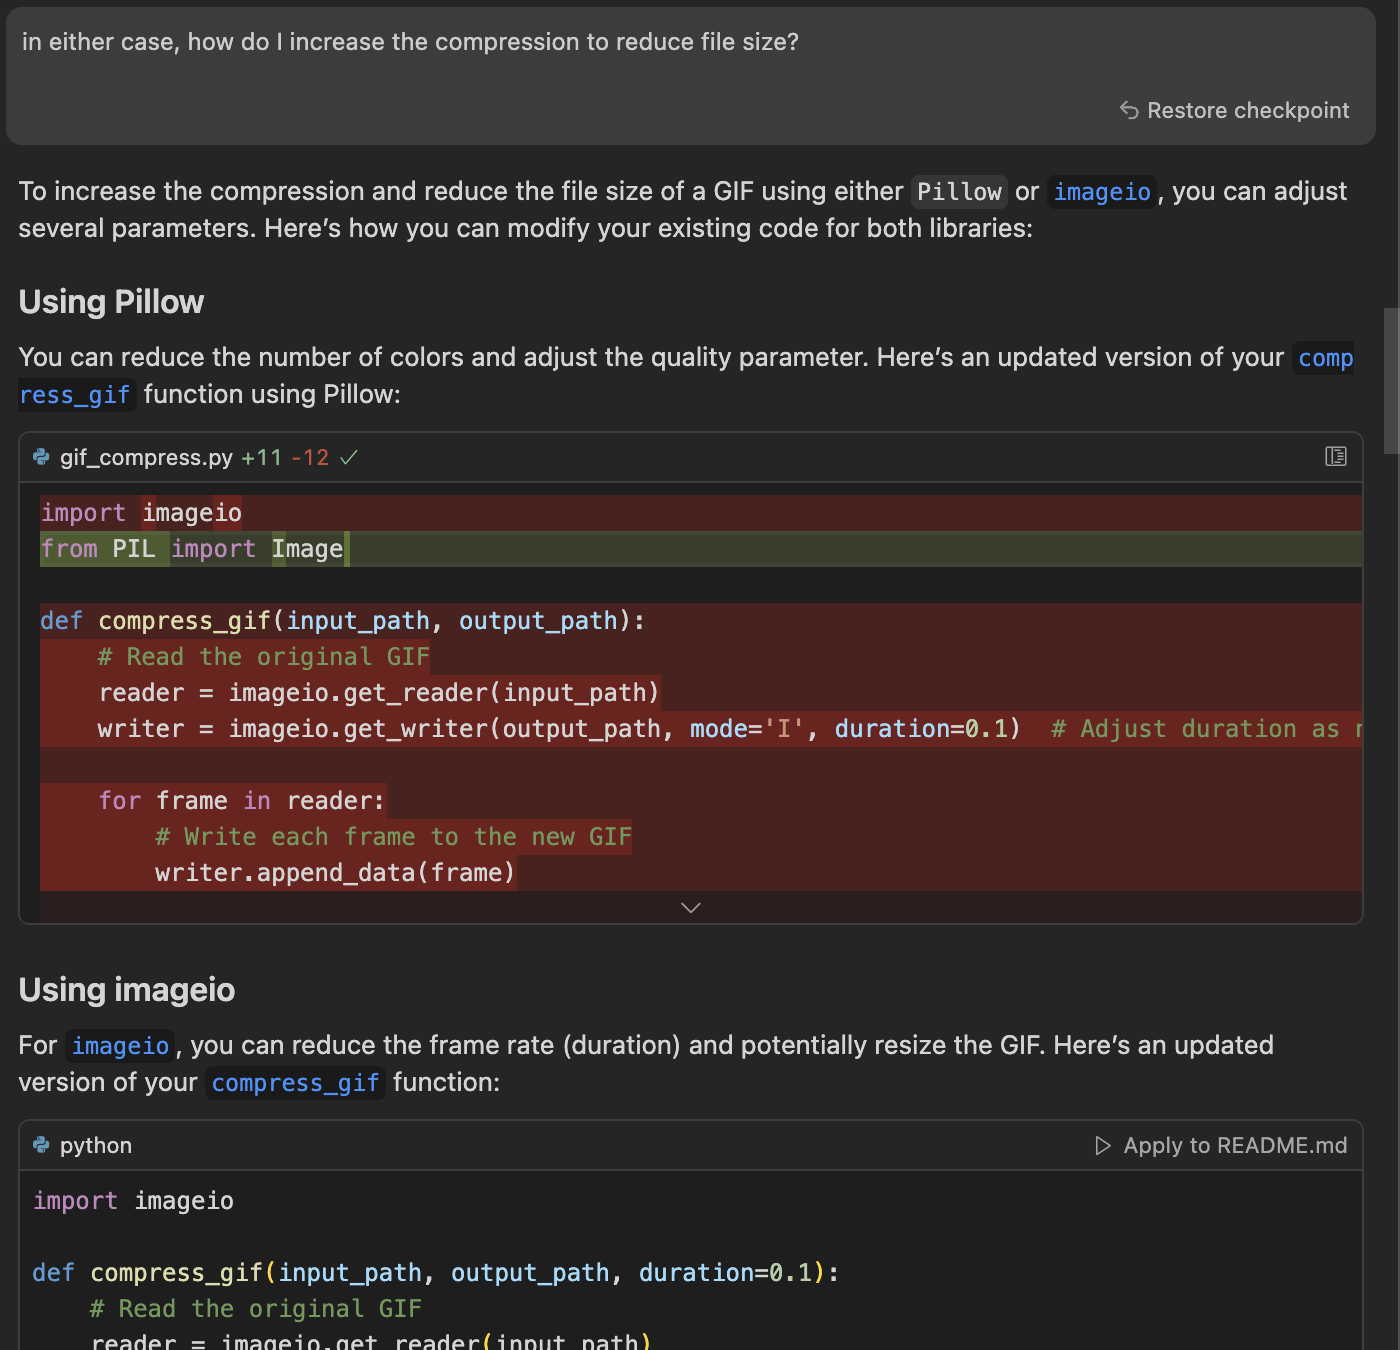 in either case, how do I increase the compression to reduce file size?
Restore checkpoint
To increase the compression and reduce the file size of a GIF using either Pillow or imageio, you can adjust
several parameters. Here’s how you can modify your existing code for both libraries:
Using Pillow
You can reduce the number of colors and adjust the quality parameter. Here’s an updated version of your comp
ress_gif function using Pillow:
gif_compress.py +11 -12
import imageio
from PIL import Image
def compress_gif(input_path, output_path):
    # Read the original GIF
    reader = imageio.get_reader(input_path)
    writer = imageio.get_writer(output_path, mode='I', duration=0.1)  # Adjust duration as
    for frame in reader:
        # Write each frame to the new GIF
        writer.append_data(frame)
Using imageio
For imageio, you can reduce the frame rate (duration) and potentially resize the GIF. Here’s an updated
version of your compress_gif function:
python
Apply to README.md
import imageio
def compress_gif(input_path, output_path, duration=0.1):
    # Read the original GIF
    reader = imageio.get_reader(input_path)